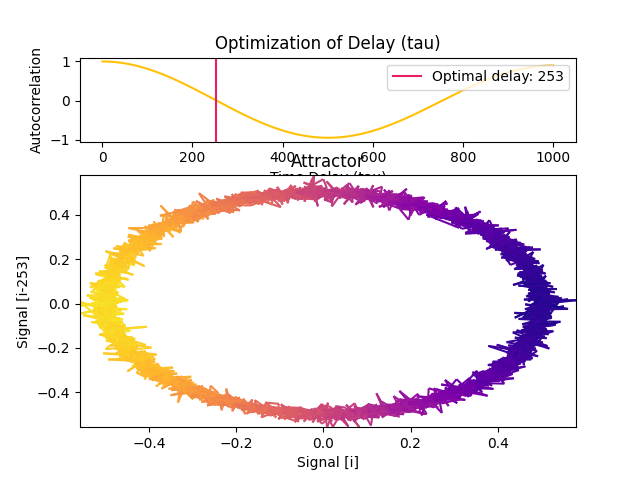 Optimization of Delay (tau)
Autocorrelation
1
0
−1
Optimal delay: 253
0 200 400 600 800 1000
Time Delay (tau)
Attractor
Signal [i-253]
0.4
0.2
0.0
−0.2
−0.4
−0.4 −0.2 0.0 0.2 0.4
Signal [i]